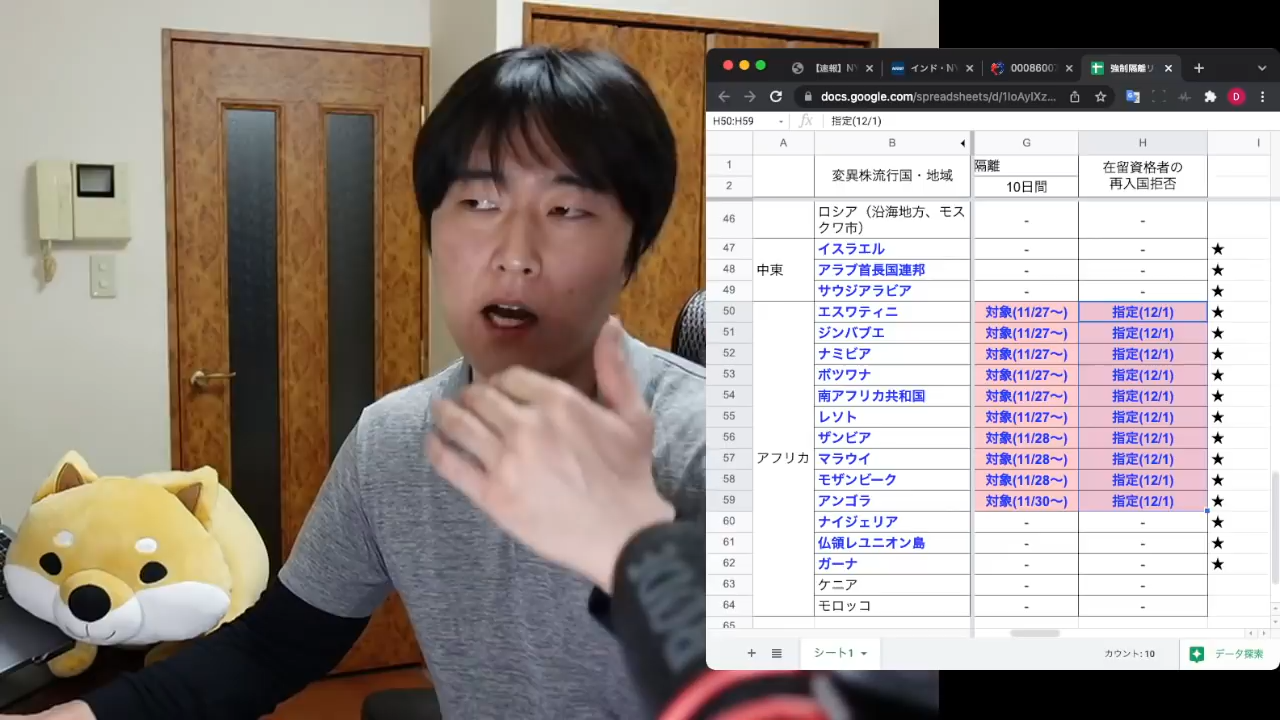 【速報】NY
インド・NY
00086007
強制隔離リ
docs.google.com/spreadsheets/d/1IoAyIXz...
D
H50:H59
fx
指定(12/1)
A
B
G
H
I
1
変異株流行国・地域
隔離
在留資格者の
再入国拒否
2
10日間
46
ロシア（沿海地方、モス
クワ市）
-
-
47
イスラエル
-
-
★
48
中東
アラブ首長国連邦
-
-
★
49
サウジアラビア
-
-
★
50
エスワティニ
対象(11/27〜)
指定(12/1)
★
51
ジンバブエ
対象(11/27〜)
指定(12/1)
★
52
ナミビア
対象(11/27〜)
指定(12/1)
★
53
ボツワナ
対象(11/27〜)
指定(12/1)
★
54
南アフリカ共和国
対象(11/27〜)
指定(12/1)
★
55
レソト
対象(11/27〜)
指定(12/1)
★
56
ザンビア
対象(11/28〜)
指定(12/1)
★
57
アフリカ
マラウイ
対象(11/28〜)
指定(12/1)
★
58
モザンビーク
対象(11/28〜)
指定(12/1)
★
59
アンゴラ
対象(11/30〜)
指定(12/1)
★
60
ナイジェリア
-
-
★
61
仏領レユニオン島
-
-
★
62
ガーナ
-
-
★
63
ケニア
-
-
64
モロッコ
-
-
65
シート1
カウント: 10
データ探索